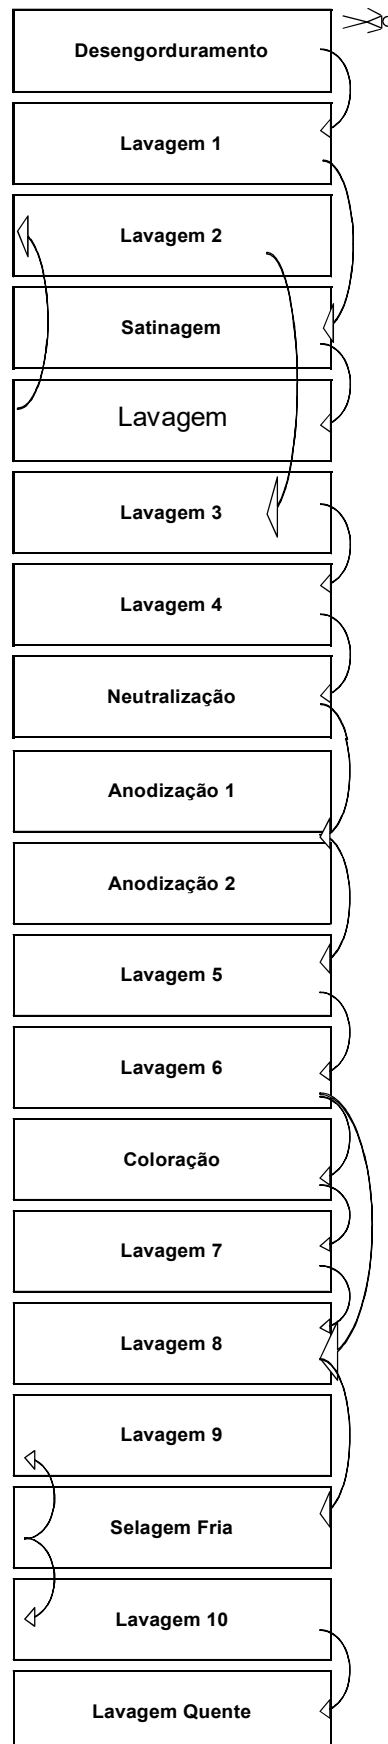 Desengorduramento
Lavagem 1
Lavagem 2
Satinagem
Lavagem
Lavagem 3
Lavagem 4
Neutralização
Anodização 1
Anodização 2
Lavagem 5
Lavagem 6
Coloração
Lavagem 7
Lavagem 8
Lavagem 9
Selagem Fria
Lavagem 10
Lavagem Quente